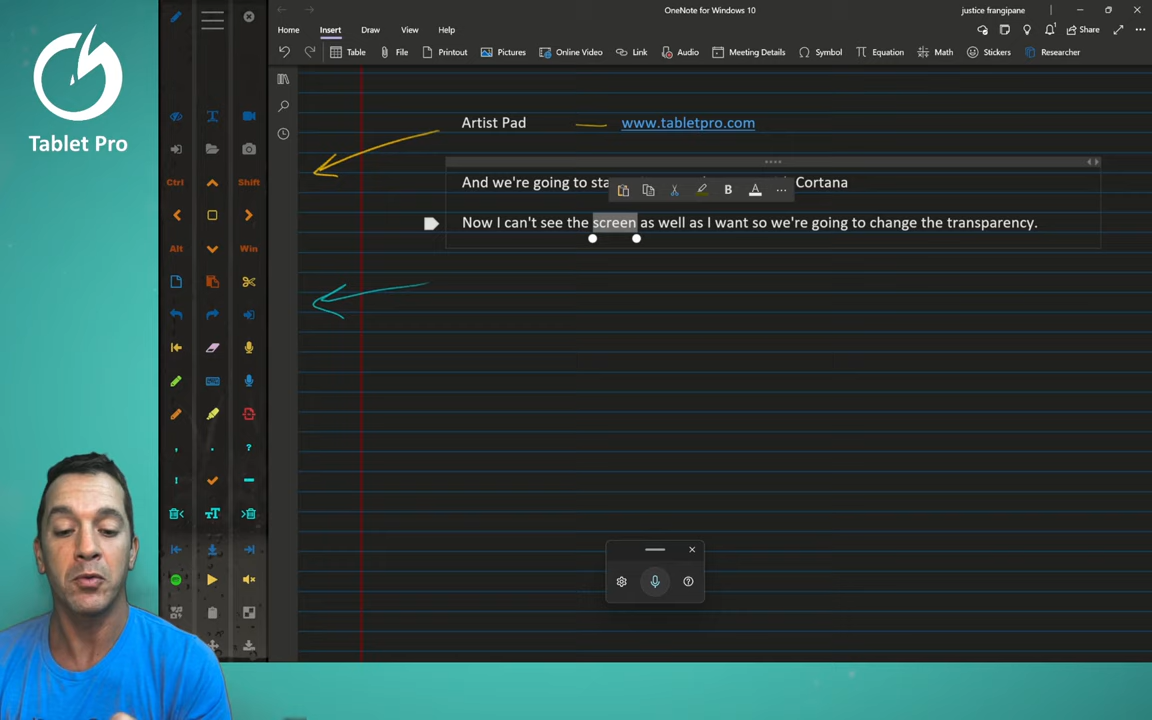 Tablet Pro
Ctrl
Shift
Alt
Win
OneNote for Windows 10
justice frangipane
Home
Insert
Draw
View
Help
Share
Table
File
Printout
Pictures
Online Video
Link
Audio
Meeting Details
Symbol
Equation
Math
Stickers
Researcher
Artist Pad
www.tabletpro.com
And we're going to sta
Cortana
B
A
Now I can't see the screen as well as I want so we're going to change the transparency.